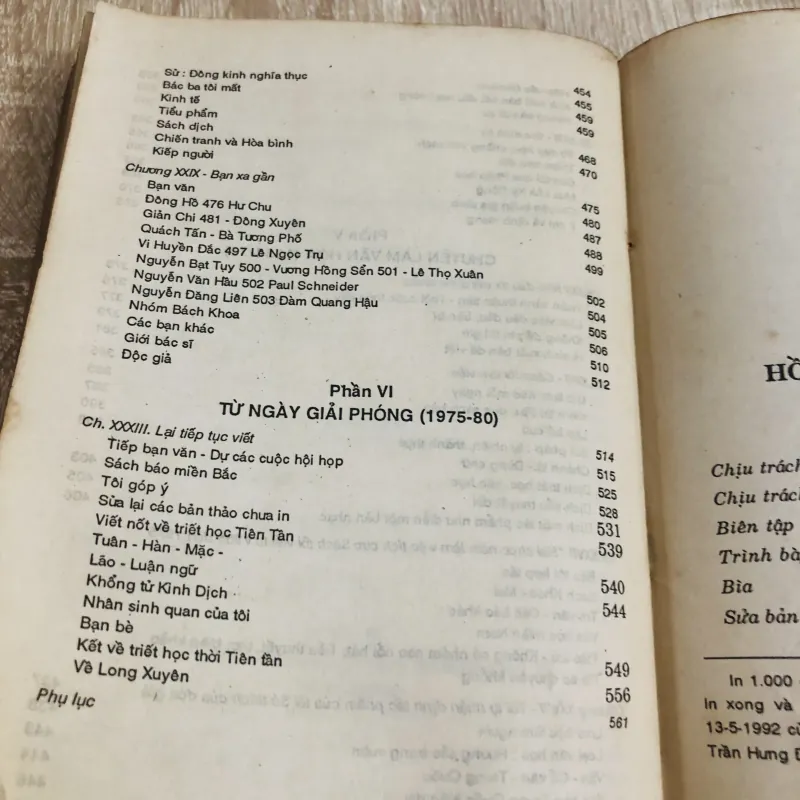 Sử : Đông kinh nghĩa thục 454
Bác ba tôi mất 455
Kinh tế 459
Tiểu phẩm 459
Sách dịch
Chiến tranh và Hòa bình 468
Kiếp người 470
Chương XXIX - Bạn xa gần
Bạn văn 475
Đông Hồ 476 Hư Chu 480
Giản Chi 481 - Đông Xuyên 487
Quách Tấn - Bà Tương Phố 488
Vi Huyền Đắc 497 Lê Ngọc Trụ 499
Nguyễn Bạt Tụy 500 - Vương Hồng Sển 501 - Lê Thọ Xuân
Nguyễn Văn Hầu 502 Paul Schneider 502
Nguyễn Đăng Liên 503 Đàm Quang Hậu 504
Nhóm Bách Khoa 505
Các bạn khác 506
Giới bác sĩ 510
Độc giả 512
Phần VI
TỪ NGÀY GIẢI PHÓNG (1975-80)
Ch. XXXIII. Lại tiếp tục viết 514
Tiếp bạn văn - Dự các cuộc hội họp 515
Sách báo miền Bắc 525
Tôi góp ý 528
Sửa lại các bản thảo chưa in 531
Viết nốt về triết học Tiên Tần 539
Tuân - Hàn - Mặc -
Lão - Luận ngữ 540
Khổng tử Kinh Dịch 544
Nhân sinh quan của tôi
Bạn bè
Kết về triết học thời Tiên tần 549
Về Long Xuyên 556
Phụ lục 561
HỒ
Chịu trách
Chịu trách
Biên tập
Trình bà
Bìa
Sửa bản
In 1.000
In xong và
13-5-1992 củ
Trần Hưng Đ